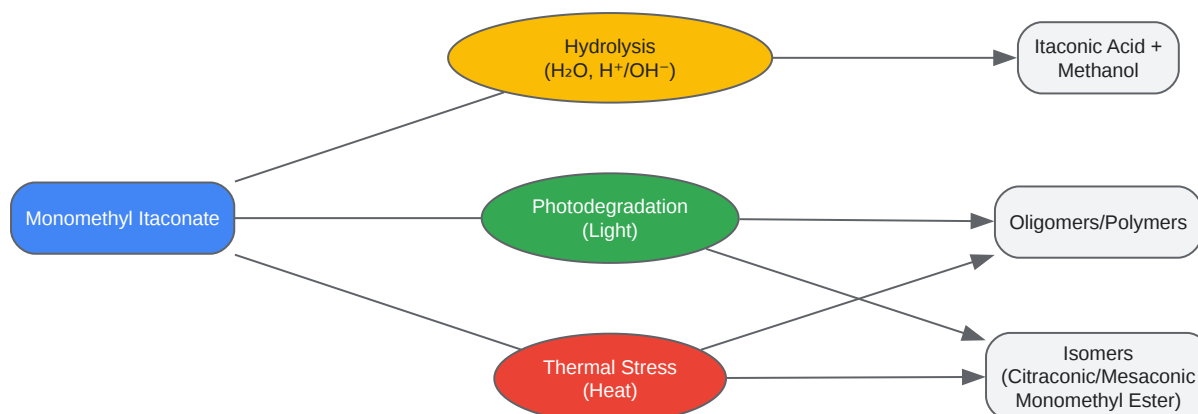 Hydrolysis
(H₂O, H⁺/OH⁻)
Itaconic Acid +
Methanol
Monomethyl Itaconate
Photodegradation
(Light)
Oligomers/Polymers
Thermal Stress
(Heat)
Isomers
(Citraconic/Mesaconic
Monomethyl Ester)